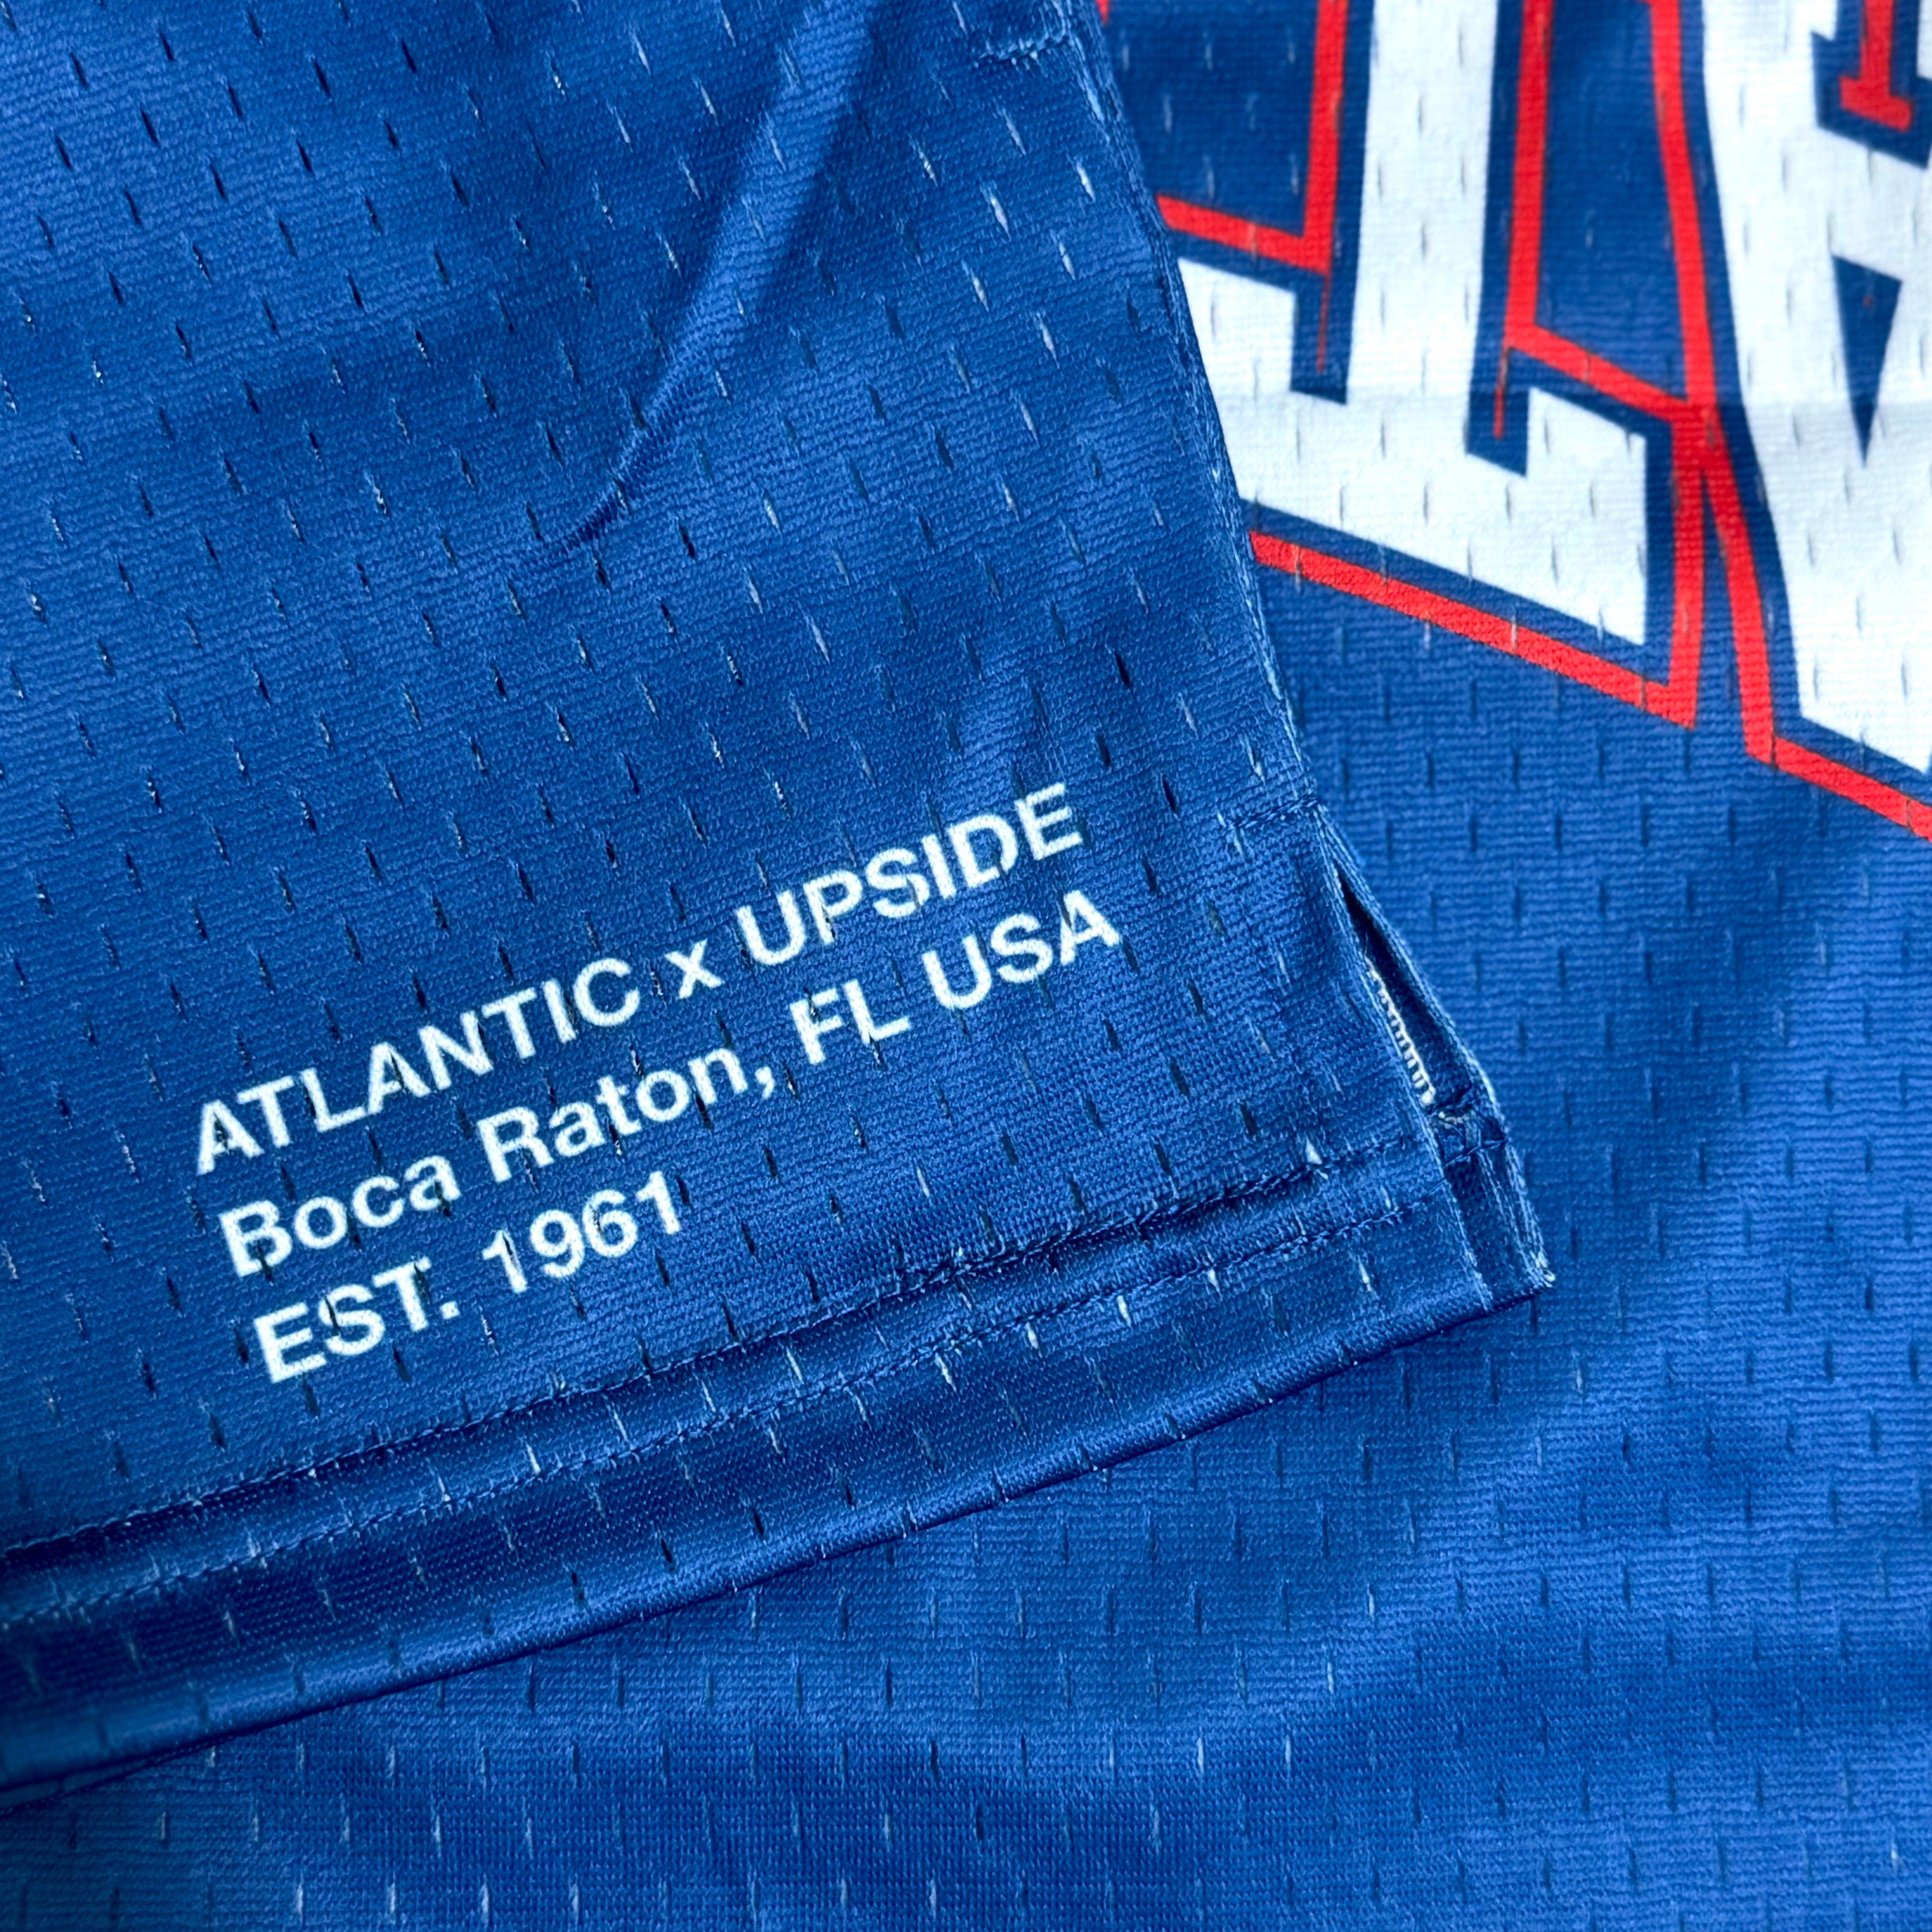 ATLANTIC x UPSIDE
Boca Raton, FL USA
EST. 1961